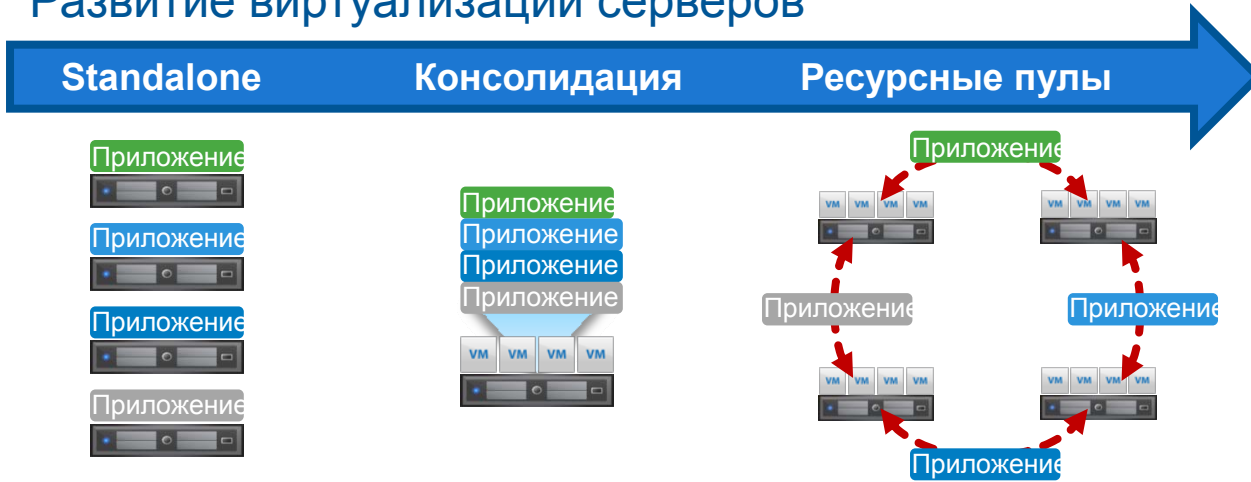 Развитие виртуализации серверов
Standalone
Консолидация
Ресурсные пулы
Приложение
Приложение
Приложение
Приложение
Приложение
Приложение
Приложение
Приложение
VM VM VM VM
Приложение
VM VM VM VM
VM VM VM VM
Приложение
Приложение
VM VM VM VM
VM VM VM VM
Приложение